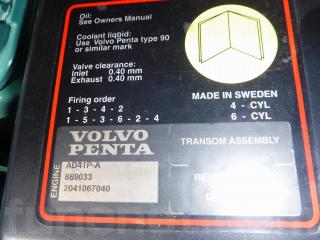 Oil:
See Owners Manual
Coolant liqbid:
Use Volvo Penta type 90
or similar mark
Valve clearance:
Inlet 0.40 mm
Exhaust 0.40 mm
Firing order
1 - 3 - 4 - 2
1 - 5 - 3 - 6 - 2 - 4
MADE IN SWEDEN
4 - CYL
6 - CYL
VOLVO
PENTA
TRANSOM ASSEMBLY
ENGINE
AD41P-A
869033
2041067040